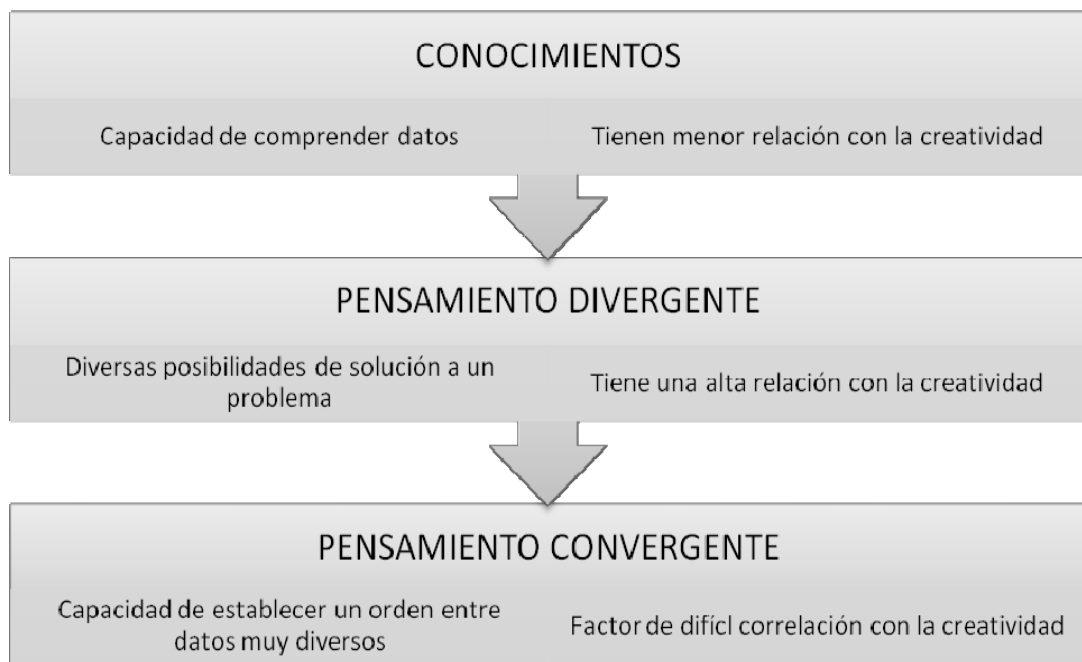 CONOCIMIENTOS
Capacidad de comprender datos
Tienen menor relación con la creatividad
PENSAMIENTO DIVERGENTE
Diversas posibilidades de solución a un
problema
Tiene una alta relación con la creatividad
PENSAMIENTO CONVERGENTE
Capacidad de establecer un orden entre
datos muy diversos
Factor de difícl correlación con la creatividad